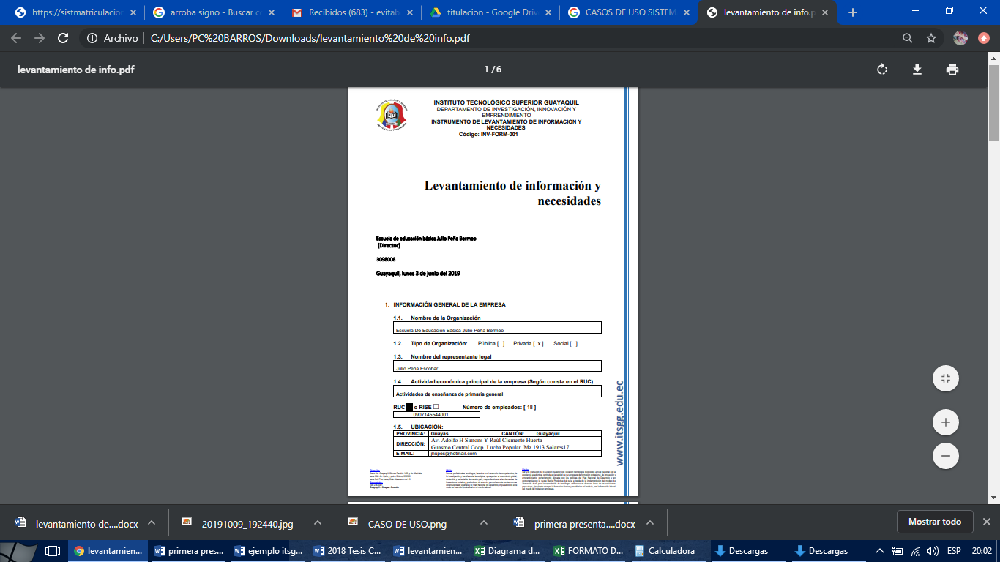 https://sistmatriculacion
arroba signo - Buscar c
Recibidos (683) - evitab
titulacion - Google Driv
CASOS DE USO SISTEM
levantamiento de info.p
Archivo
C:/Users/PC%20BARROS/Downloads/levantamiento%20de%20info.pdf
levantamiento de info.pdf
1 / 6
INSTITUTO TECNOLÓGICO SUPERIOR GUAYAQUIL
DEPARTAMENTO DE INVESTIGACIÓN, INNOVACIÓN Y
EMPRENDIMIENTO
INSTRUMENTO DE LEVANTAMIENTO DE INFORMACIÓN Y
NECESIDADES
Código: INV-FORM-001
Levantamiento de información y
necesidades
Escuela de educación básica Julio Peña Bermeo
(Director)
3098006
Guayaquil, lunes 3 de junio del 2019
1. INFORMACIÓN GENERAL DE LA EMPRESA
1.1. Nombre de la Organización
Escuela De Educación Básica Julio Peña Bermeo
1.2. Tipo de Organización: Pública [ ] Privada [ x ] Social [ ]
1.3. Nombre del representante legal
Julio Peña Escobar
1.4. Actividad económica principal de la empresa (Según consta en el RUC)
Actividades de enseñanza de primaria general
RUC ■ o RISE ☐ Número de empleados: [ 18 ]
0907145544001
1.5. UBICACIÓN:
PROVINCIA: Guayas CANTÓN: Guayaquil
DIRECCIÓN: Av. Adolfo H Simons Y Raúl Clemente Huerta
Guasmo Central Coop. Lucha Popular Mz.1913 Solares17
E-MAIL: jhupes@hotmail.com
www.itsgg.edu.ec
Guayaquil - Guayas - Ecuador
levantamiento de....docx
20191009_192440.jpg
CASO DE USO.png
primera presenta....docx
Mostrar todo
levantamien...
primera pres...
ejemplo itsg...
2018 Tesis C...
levantamien...
Diagrama d...
FORMATO D...
Calculadora
Descargas
Descargas
ESP
20:02